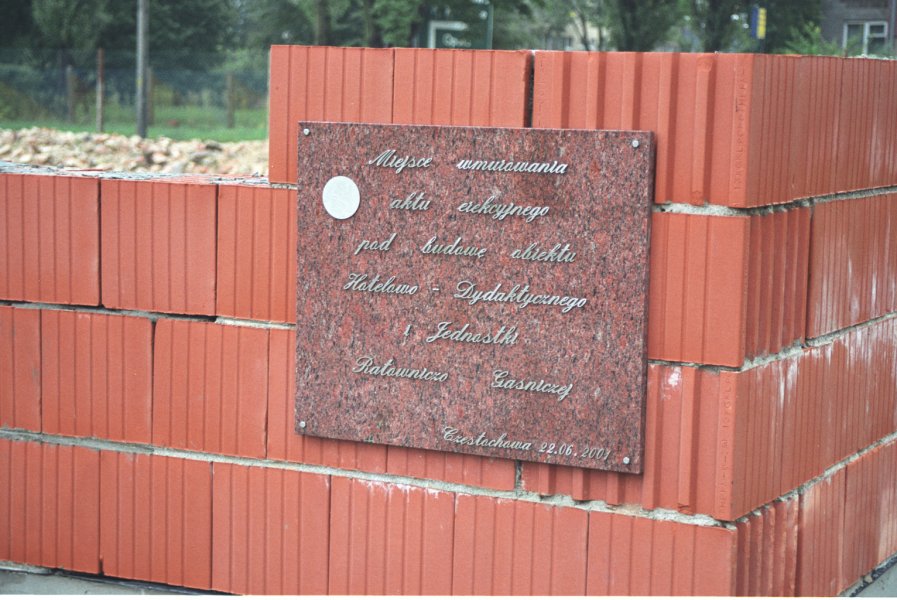 Miejsce wmurowania
aktu erekcyjnego
pod budowę obiektu
Hotelowo - Dydaktycznego
i Jednostki
Ratowniczo Gaśniczej
Częstochowa 22.06.2001